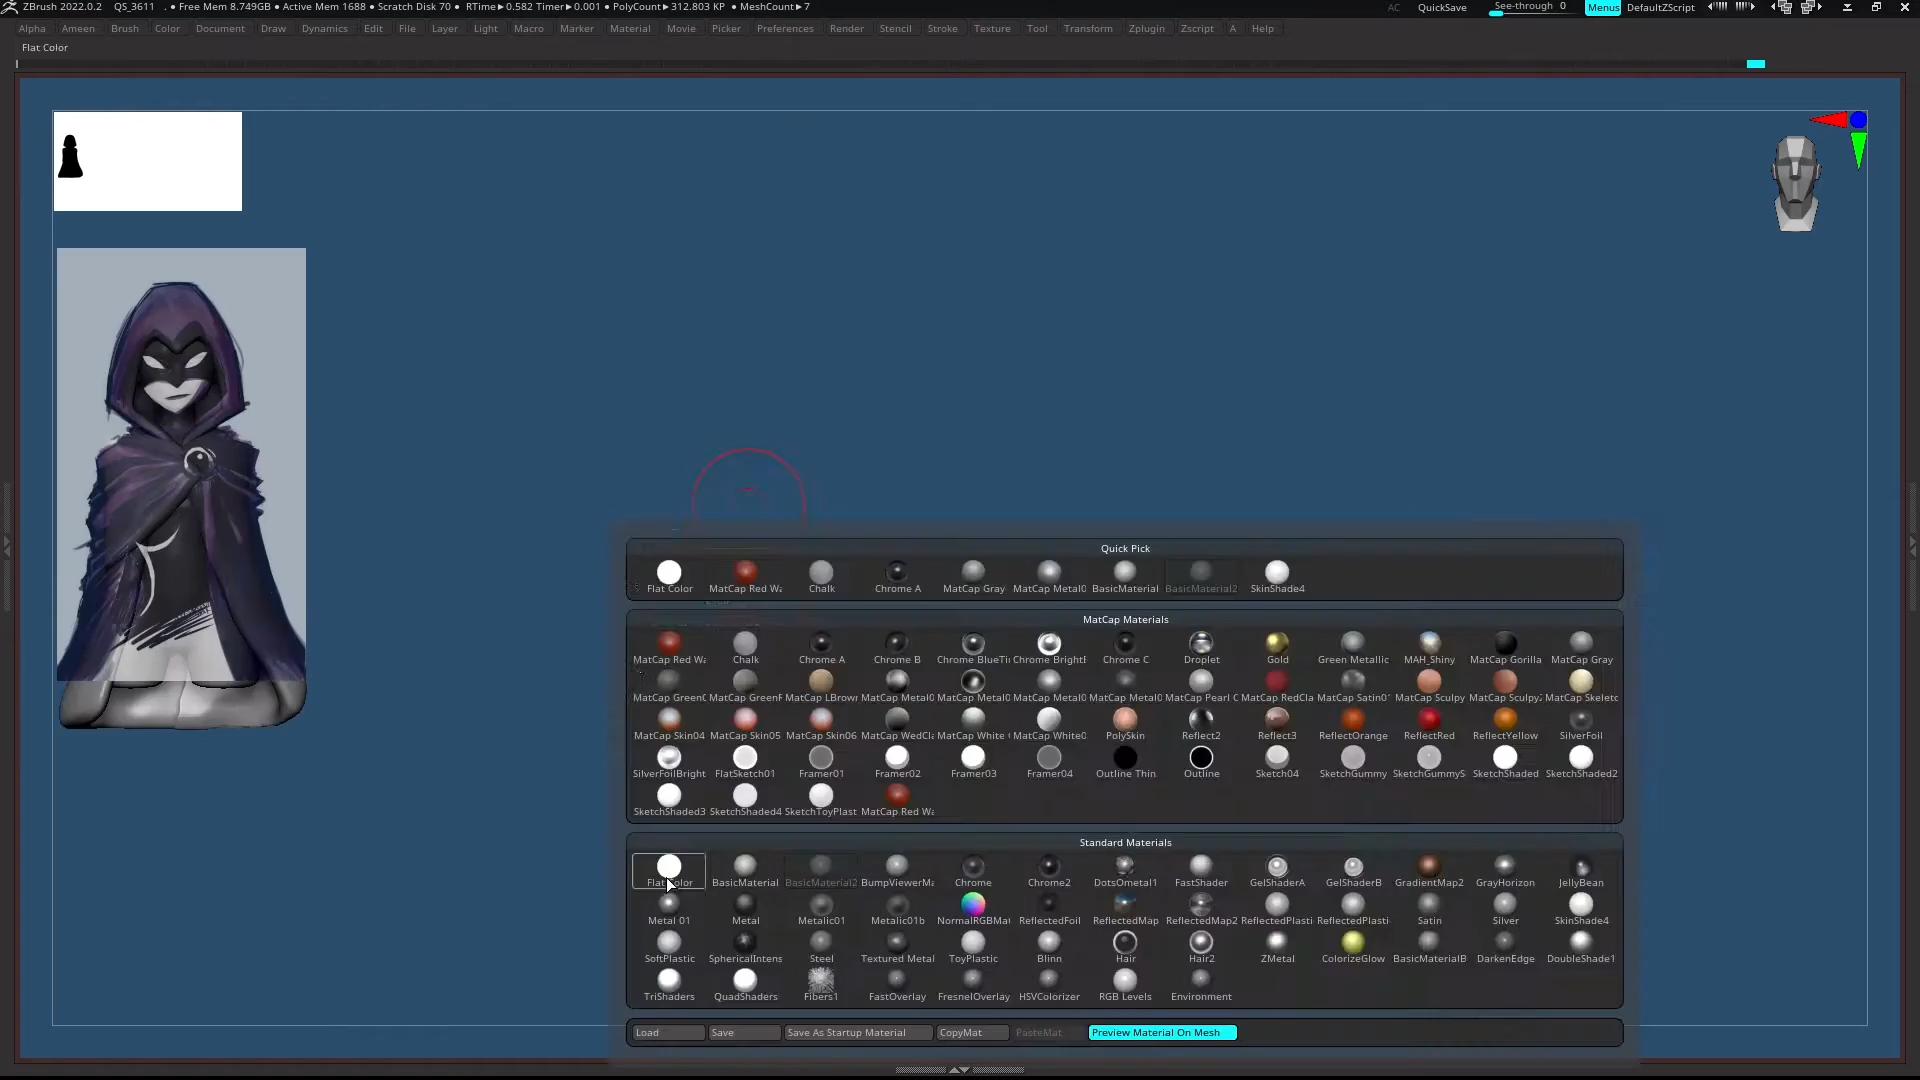 ZBrush 2022.0.2 QS_3611 . ● Free Mem 8.749GB ● Active Mem 1688 ● Scratch Disk 70 ● RTime▸0.582 Timer▸0.001 ● PolyCount▸312.803 KP ● MeshCount▸7 AC QuickSave See-through 0 Menus DefaultZScript
Alpha Ameen Brush Color Document Draw Dynamics Edit File Layer Light Macro Marker Material Movie Picker Preferences Render Stencil Stroke Texture Tool Transform Zplugin Zscript A Help
Flat Color
Quick Pick
Flat Color MatCap Red Wa Chalk Chrome A MatCap Gray MatCap Metal0 BasicMaterial BasicMaterial2 SkinShade4
MatCap Materials
MatCap Red Wa Chalk Chrome A Chrome B Chrome BlueTi Chrome Bright Chrome C Droplet Gold Green Metallic MAH_Shiny MatCap Gorilla MatCap Gray
MatCap Green MatCap Green MatCap LBrow MatCap Metal0 MatCap Metal0 MatCap Metal0 MatCap Metal0 MatCap Pearl C MatCap RedCla MatCap Satin01 MatCap Sculpy MatCap Sculpy MatCap Skeleto
MatCap Skin04 MatCap Skin05 MatCap Skin06 MatCap WedCla MatCap White MatCap White0 PolySkin Reflect2 Reflect3 ReflectOrange ReflectRed ReflectYellow SilverFoil
SilverFoilBright FlatSketch01 Framer01 Framer02 Framer03 Framer04 Outline Thin Outline Sketch04 SketchGummy SketchGummyS SketchShaded SketchShaded2
SketchShaded3 SketchShaded4 SketchToyPlast MatCap Red Wa
Standard Materials
Flat Color BasicMaterial BasicMaterial2 BumpViewerMa Chrome Chrome2 DotsOmetal1 FastShader GelShaderA GelShaderB GradientMap2 GrayHorizon JellyBean
Metal 01 Metal Metalic01 Metalic01b NormalRGBMat ReflectedFoil ReflectedMap ReflectedMap2 ReflectedPlasti ReflectedPlasti Satin Silver SkinShade4
SoftPlastic SphericalIntens Steel Textured Metal ToyPlastic Blinn Hair Hair2 ZMetal ColorizeGlow BasicMaterialB DarkenEdge DoubleShade1
TriShaders QuadShaders Fibers1 FastOverlay FresnelOverlay HSVColorizer RGB Levels Environment
Load Save Save As Startup Material CopyMat PasteMat Preview Material On Mesh